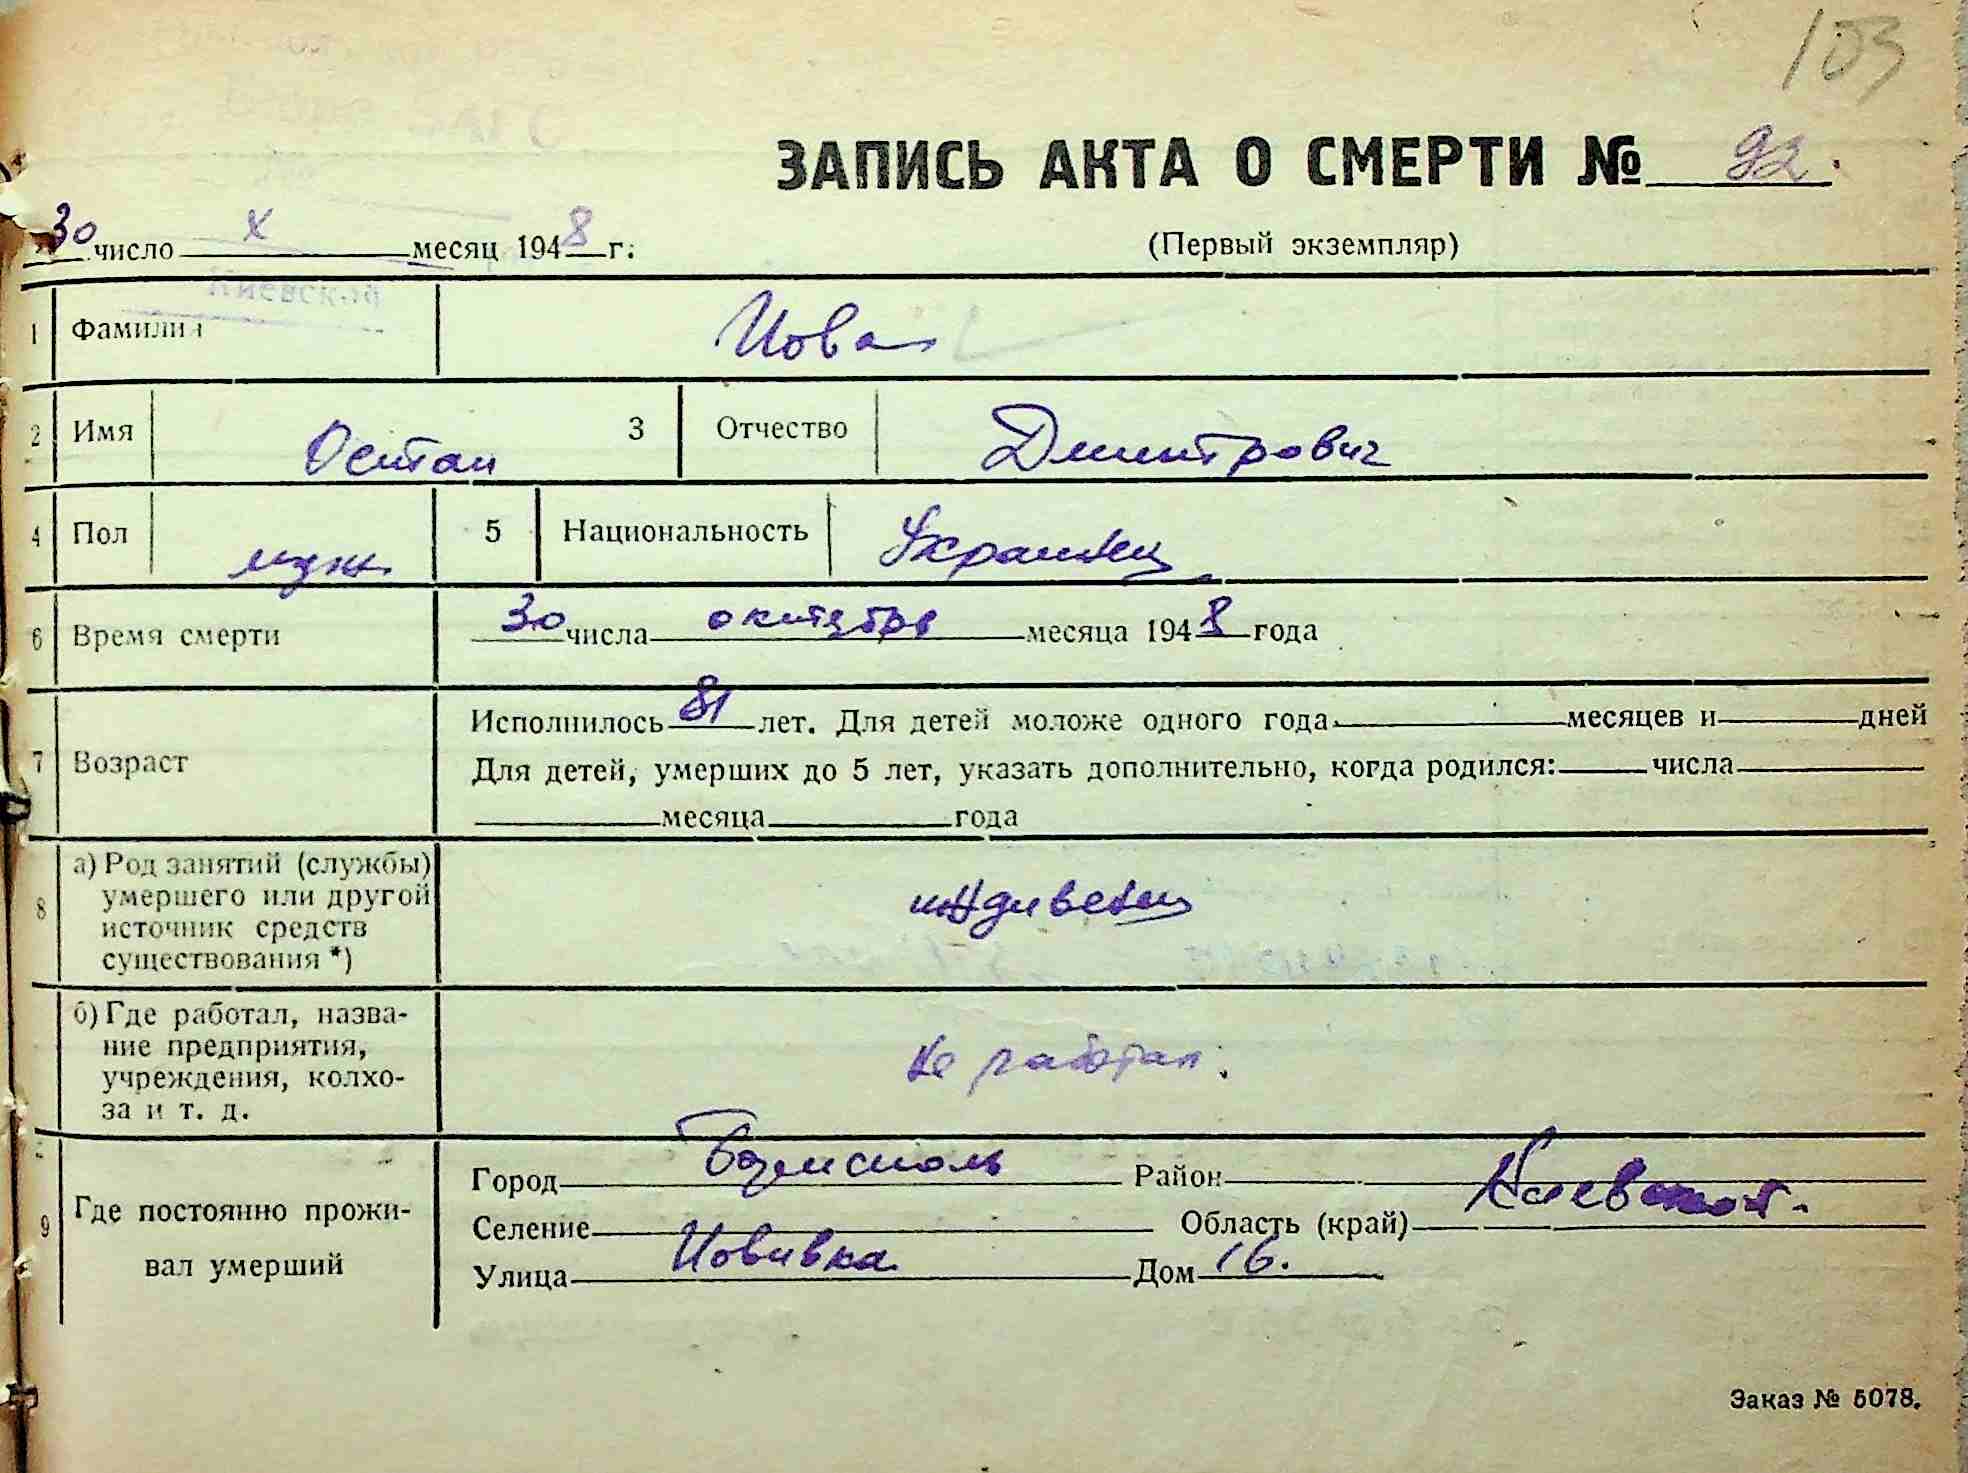 103
ЗАПИСЬ АКТА О СМЕРТИ № 92.
30 число X месяц 1948 г.
(Первый экземпляр)
Киевской
1 Фамилия Иова
2 Имя Остап 3 Отчество Дмитрович
4 Пол муж 5 Национальность Украинец
6 Время смерти 30 числа октября месяца 1948 года
7 Возраст Исполнилось 81 лет. Для детей моложе одного года месяцев и дней
Для детей, умерших до 5 лет, указать дополнительно, когда родился: числа
месяца года
8 а) Род занятий (службы)
умершего или другой
источник средств
существования *)
иждивенец
б) Где работал, назва-
ние предприятия,
учреждения, колхо-
за и т. д.
не работал.
9 Где постоянно прожи-
вал умерший
Город Бориспол Район
Селение Область (край) Киевской.
Улица Иовивка Дом 16.
Заказ № 5078.